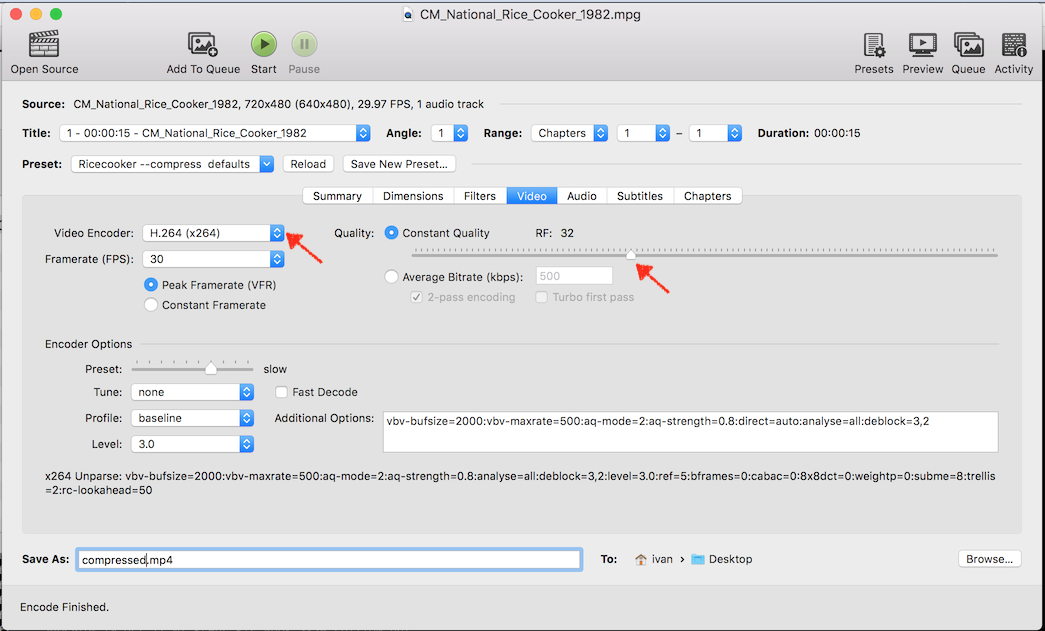 CM_National_Rice_Cooker_1982.mpg
Open Source Add To Queue Start Pause Presets Preview Queue Activity
Source: CM_National_Rice_Cooker_1982, 720x480 (640x480), 29.97 FPS, 1 audio track
Title: 1 - 00:00:15 - CM_National_Rice_Cooker_1982 Angle: 1 Range: Chapters 1 – 1 Duration: 00:00:15
Preset: Ricecooker --compress defaults Reload Save New Preset...
Summary Dimensions Filters Video Audio Subtitles Chapters
Video Encoder: H.264 (x264) Quality: Constant Quality RF: 32
Framerate (FPS): 30
Average Bitrate (kbps): 500
Peak Framerate (VFR)
2-pass encoding Turbo first pass
Constant Framerate
Encoder Options
Preset: slow
Tune: none Fast Decode
Profile: baseline Additional Options: vbv-bufsize=2000:vbv-maxrate=500:aq-mode=2:aq-strength=0.8:direct=auto:analyse=all:deblock=3,2
Level: 3.0
x264 Unparse: vbv-bufsize=2000:vbv-maxrate=500:aq-mode=2:aq-strength=0.8:analyse=all:deblock=3,2:level=3.0:ref=5:bframes=0:cabac=0:8x8dct=0:weightp=0:subme=8:trellis
=2:rc-lookahead=50
Save As: compressed.mp4 To: ivan › Desktop Browse...
Encode Finished.